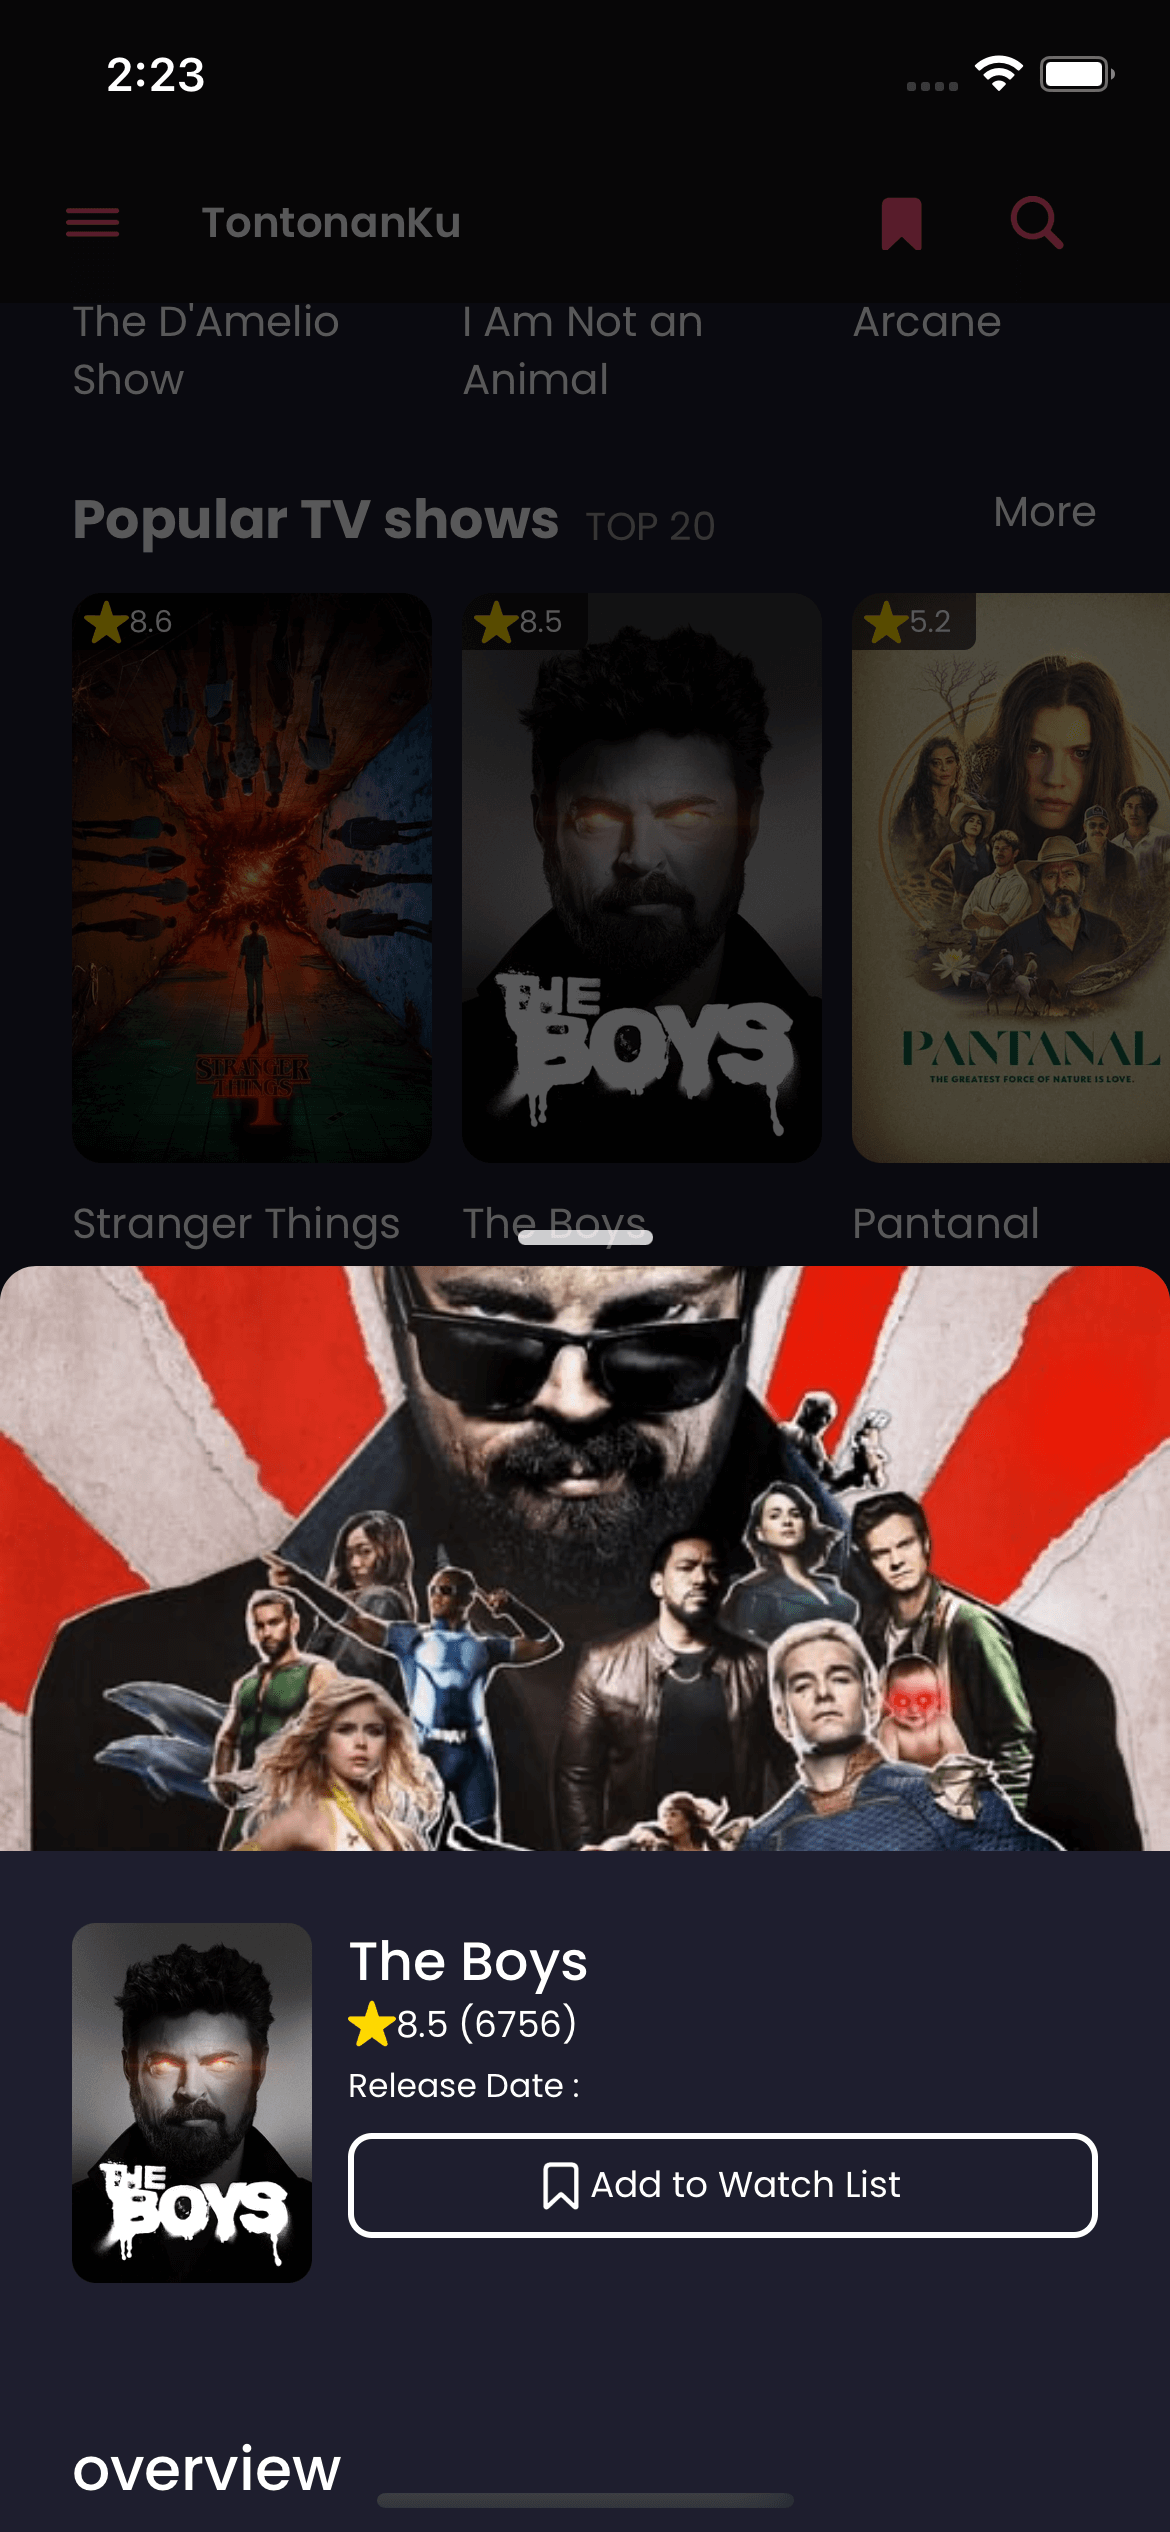 2:23
TontonanKu
The D'Amelio
Show
I Am Not an
Animal
Arcane
Popular TV shows TOP 20
More
8.6
8.5
5.2
STRANGER
THINGS
4
THE
BOYS
PANTANAL
THE GREATEST FORCE OF NATURE IS LOVE.
Stranger Things
The Boys
Pantanal
THE
BOYS
The Boys
8.5 (6756)
Release Date :
Add to Watch List
overview